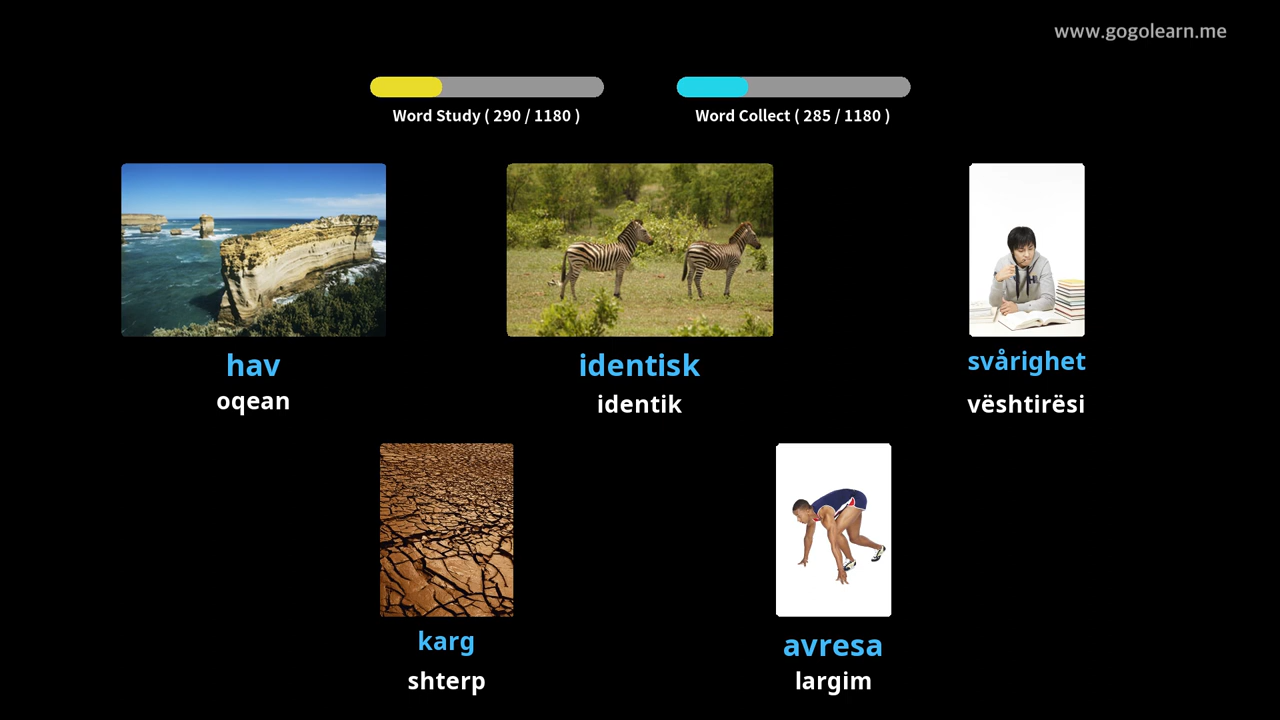 www.gogolearn.me
Word Study ( 290 / 1180 )
Word Collect ( 285 / 1180 )
hav
oqean
identisk
identik
svårighet
vështirësi
karg
shterp
avresa
largim